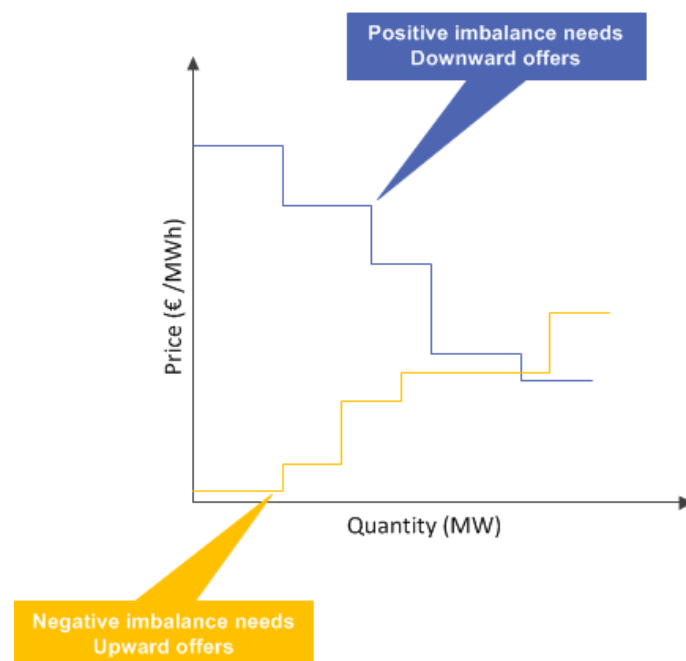 Positive imbalance needs
Downward offers
Price (€ /MWh)
Quantity (MW)
Negative imbalance needs
Upward offers